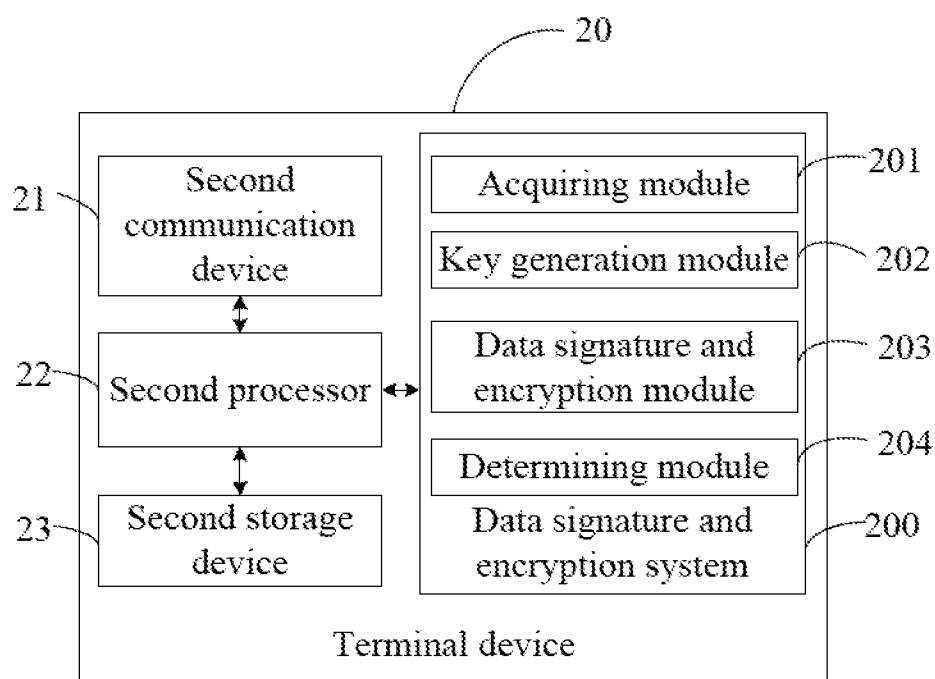 20
21
Second
communication
device
22
Second processor
23
Second storage
device
Acquiring module
201
Key generation module
202
Data signature and
encryption module
203
Determining module
204
Data signature and
encryption system
200
Terminal device